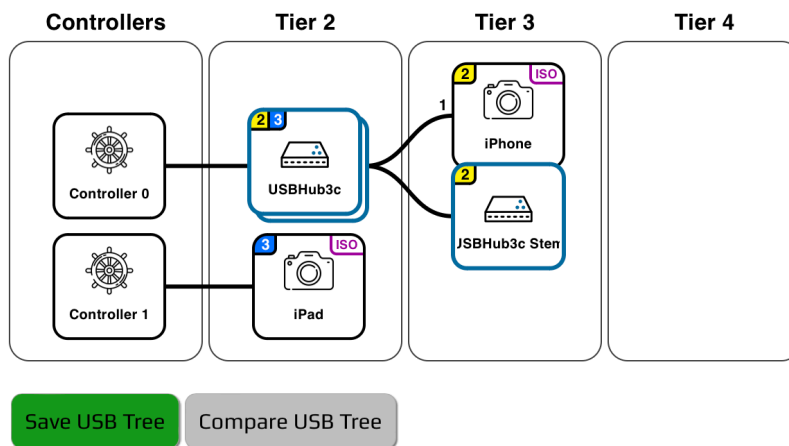 Controllers
Tier 2
Tier 3
Tier 4
2 3
USBHub3c
1
2
ISO
iPhone
Controller 0
2
USBHub3c Stem
3
ISO
iPad
Controller 1
Save USB Tree
Compare USB Tree